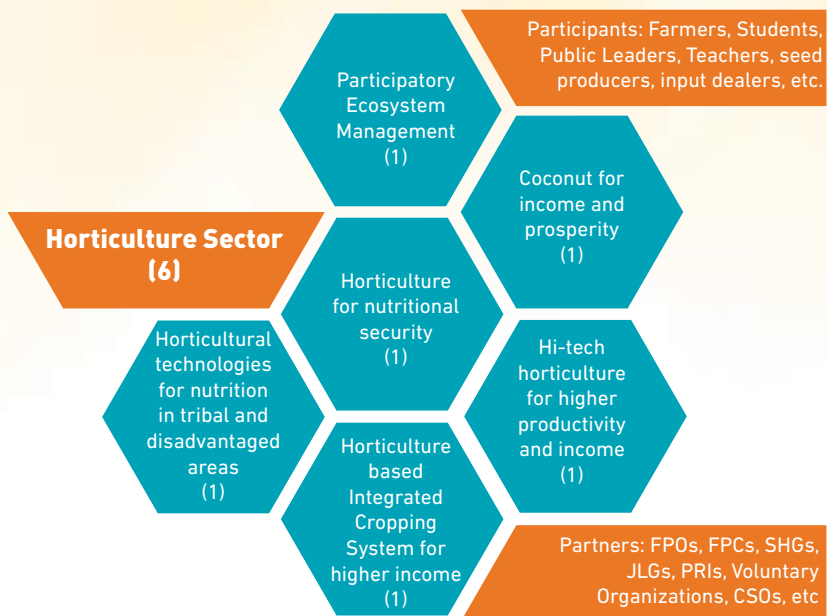 Participants: Farmers, Students,
Public Leaders, Teachers, seed
producers, input dealers, etc.
Participatory
Ecosystem
Management
(1)
Coconut for
income and
prosperity
(1)
Horticulture Sector
(6)
Horticulture
for nutritional
security
(1)
Horticultural
technologies
for nutrition
in tribal and
disadvantaged
areas
(1)
Hi-tech
horticulture
for higher
productivity
and income
(1)
Horticulture
based
Integrated
Cropping
System for
higher income
(1)
Partners: FPOs, FPCs, SHGs,
JLGs, PRIs, Voluntary
Organizations, CSOs, etc